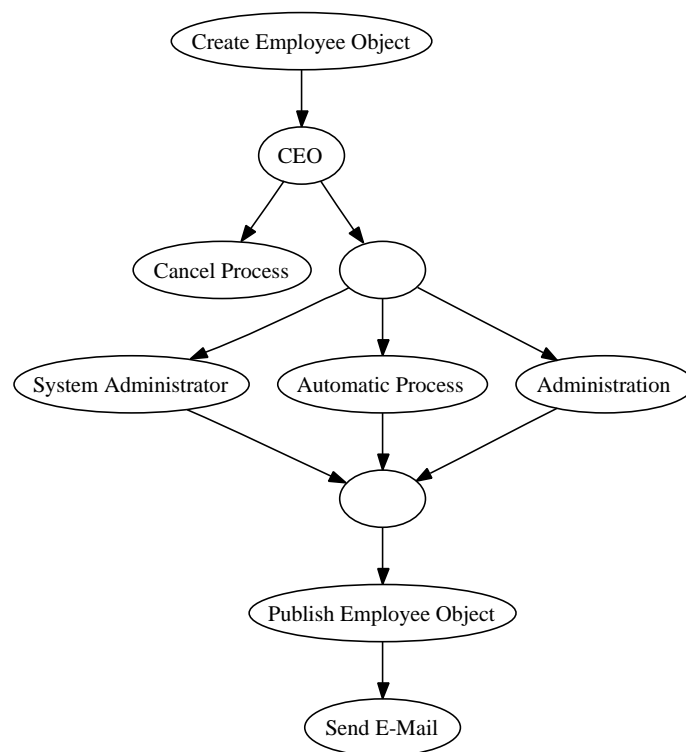 Create Employee Object
CEO
Cancel Process
System Administrator
Automatic Process
Administration
Publish Employee Object
Send E-Mail